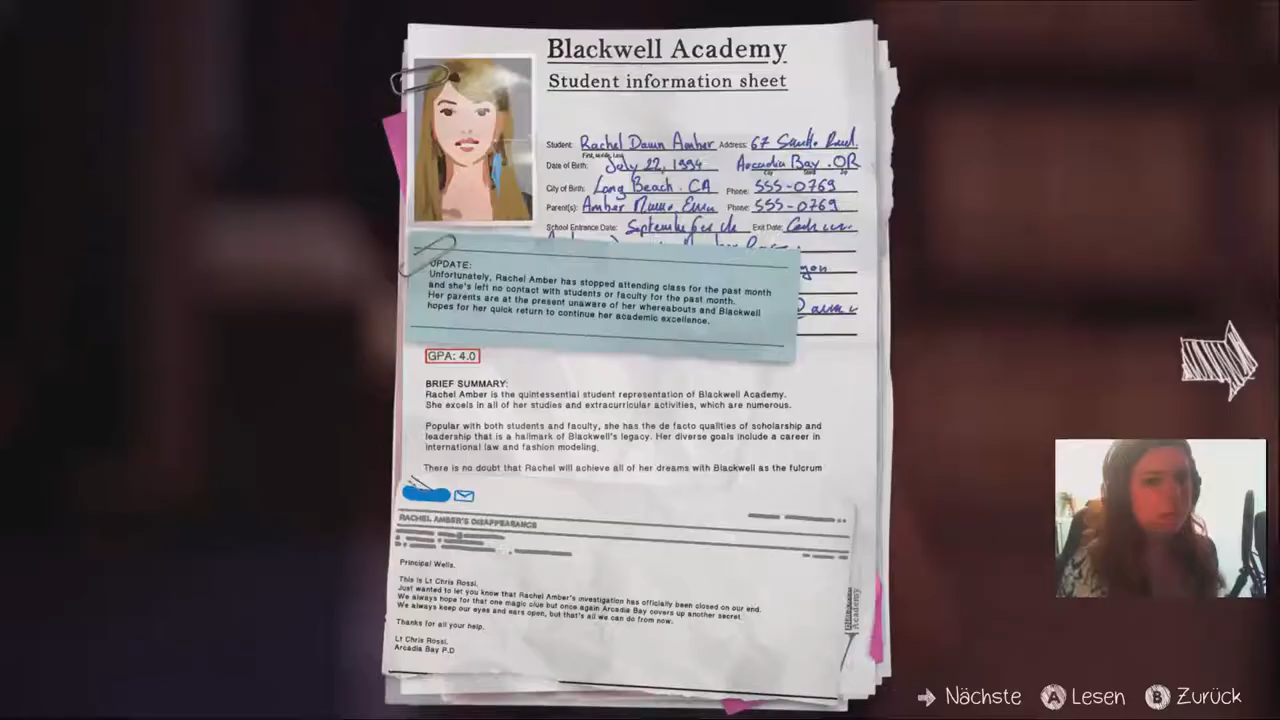 Blackwell Academy
Student information sheet
Student: Rachel Dawn Amber Address: 67
First, Middle, Last
Date of Birth: July 22, 1994 Arcadia Bay . OR
City State Zip
City of Birth: Long Beach . CA Phone: 555-0769
Parent(s): Amber Phone: 555-0769
School Entrance Date: Exit Date:
UPDATE:
Unfortunately, Rachel Amber has stopped attending class for the past month
and she's left no contact with students or faculty for the past month.
Her parents are at the present unaware of her whereabouts and Blackwell
hopes for her quick return to continue her academic excellence.
GPA: 4.0
BRIEF SUMMARY:
Rachel Amber is the quintessential student representation of Blackwell Academy.
She excels in all of her studies and extracurricular activities, which are numerous.
Popular with both students and faculty, she has the de facto qualities of scholarship and
leadership that is a hallmark of Blackwell's legacy. Her diverse goals include a career in
international law and fashion modeling.
There is no doubt that Rachel will achieve all of her dreams with Blackwell as the fulcrum
RACHEL AMBER'S DISAPPEARANCE
Principal Wells.
This is Lt Chris Rossi.
Just wanted to let you know that Rachel Amber's investigation has officially been closed on our end.
We always hope for that one magic clue but once again Arcadia Bay covers up another secret.
We always keep our eyes and ears open, but that's all we can do from now.
Thanks for all your help,
Lt Chris Rossi.
Arcadia Bay P.D
Academy
Nächste A Lesen B Zurück